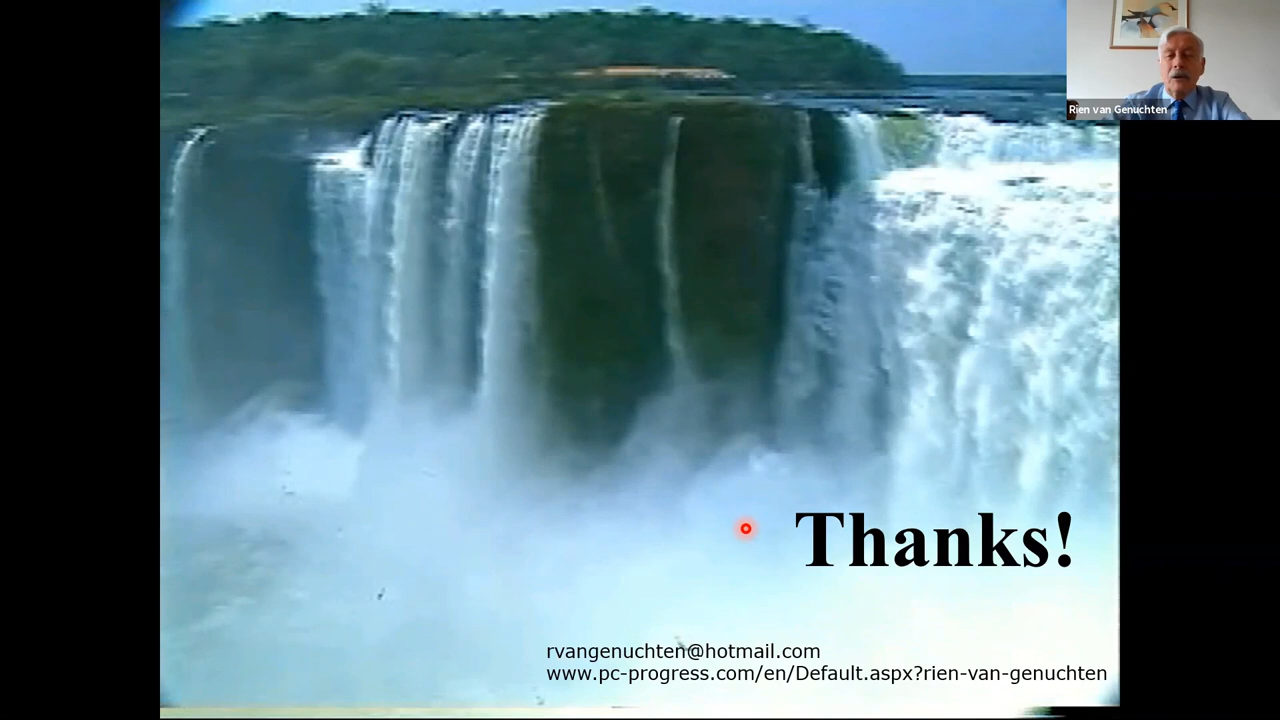 Rien van Genuchten
Thanks!
rvangenuchten@hotmail.com
www.pc-progress.com/en/Default.aspx?rien-van-genuchten